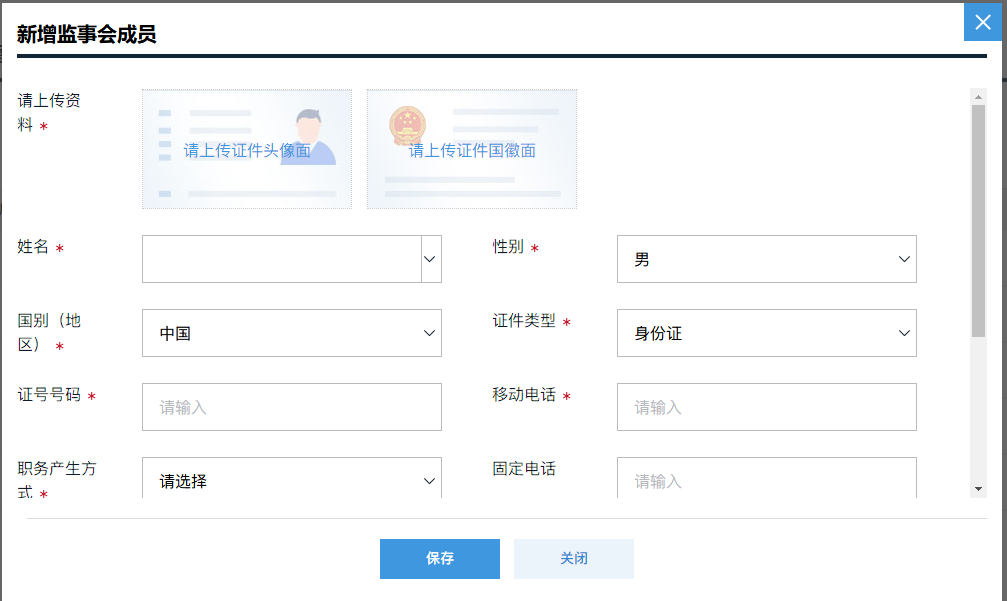 新增监事会成员
请上传资
料 *
请上传证件头像面
请上传证件国徽面
姓名 *
性别 *
男
国别（地
区） *
中国
证件类型 *
身份证
证号号码 *
请输入
移动电话 *
请输入
职务产生方
式 *
请选择
固定电话
请输入
保存
关闭